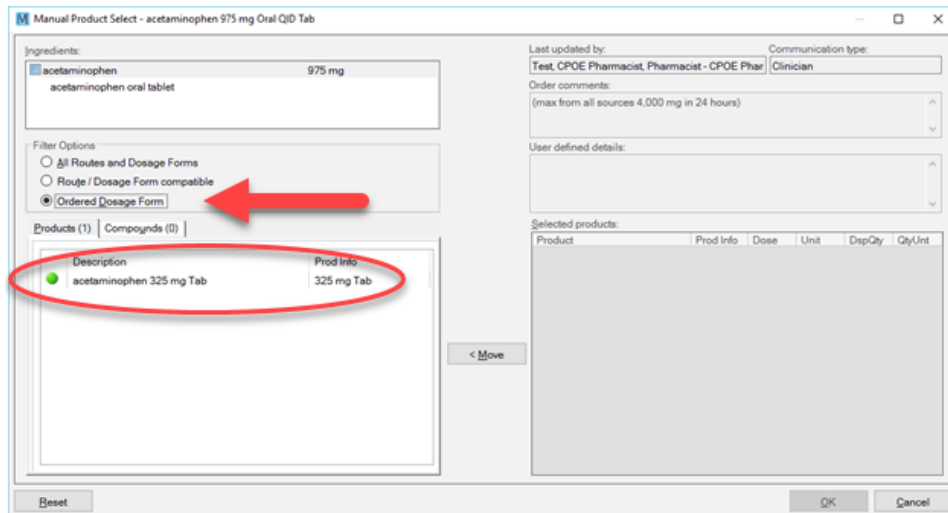 Manual Product Select - acetaminophen 975 mg Oral QID Tab
Ingredients:
acetaminophen 975 mg
acetaminophen oral tablet
Filter Options
All Routes and Dosage Forms
Route / Dosage Form compatible
Ordered Dosage Form
Products (1) Compounds (0)
Description Prod Info
acetaminophen 325 mg Tab 325 mg Tab
Last updated by: Communication type:
Test, CPOE Pharmacist, Pharmacist - CPOE Phar Clinician
Order comments:
(max from all sources 4,000 mg in 24 hours)
User defined details:
Selected products:
Product Prod Info Dose Unit DspQty QtyUnt
< Move
Reset OK Cancel